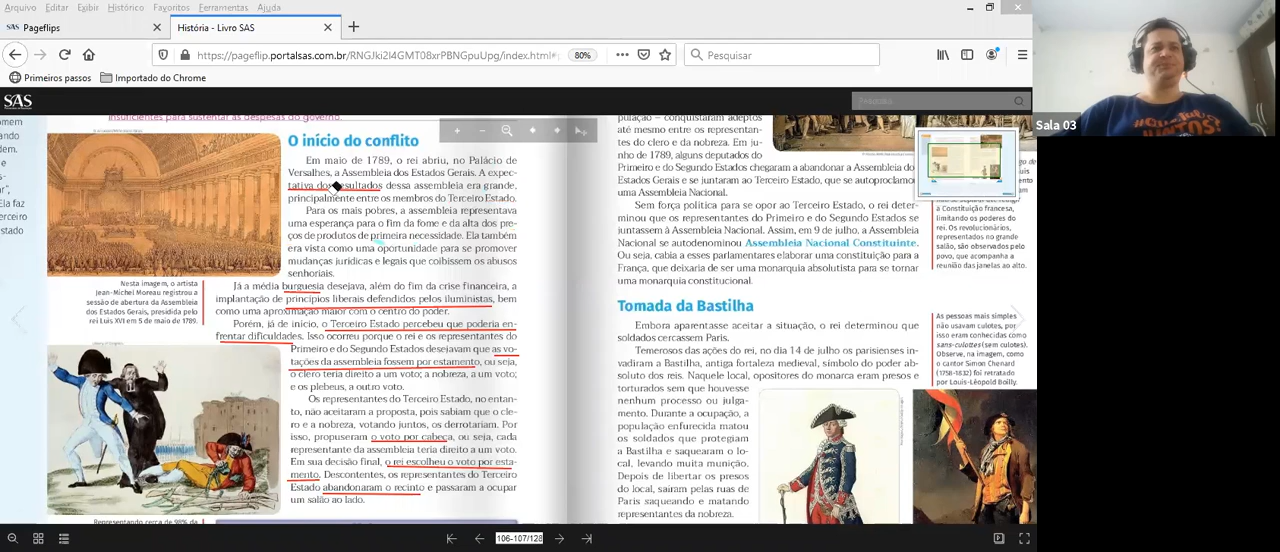 Arquivo Editar Exibir Histórico Favoritos Ferramentas Ajuda
SAS Pageflips
História - Livro SAS
https://pageflip.portalsas.com.br/RNGJki2l4GMT08xrPBNGpuUpg/index.html
80%
Pesquisar
Primeiros passos
Importado do Chrome
SAS
Sala 03
insuficientes para sustentar as despesas do governo.
O início do conflito
Em maio de 1789, o rei abriu, no Palácio de
Versalhes, a Assembleia dos Estados Gerais. A expec-
tativa dos resultados dessa assembleia era grande,
principalmente entre os membros do Terceiro Estado.
Para os mais pobres, a assembleia representava
uma esperança para o fim da fome e da alta dos pre-
ços de produtos de primeira necessidade. Ela também
era vista como uma oportunidade para se promover
mudanças jurídicas e legais que coibissem os abusos
senhoriais.
Já a média burguesia desejava, além do fim da crise financeira, a
implantação de princípios liberais defendidos pelos iluministas, bem
como uma aproximação maior com o centro do poder.
Porém, já de início, o Terceiro Estado percebeu que poderia en-
frentar dificuldades. Isso ocorreu porque o rei e os representantes do
Primeiro e do Segundo Estados desejavam que as vo-
tações da assembleia fossem por estamento, ou seja,
o clero teria direito a um voto; a nobreza, a um voto;
e os plebeus, a outro voto.
Os representantes do Terceiro Estado, no entan-
to, não aceitaram a proposta, pois sabiam que o cle-
ro e a nobreza, votando juntos, os derrotariam. Por
isso, propuseram o voto por cabeça, ou seja, cada
representante da assembleia teria direito a um voto.
Em sua decisão final, o rei escolheu o voto por esta-
mento. Descontentes, os representantes do Terceiro
Estado abandonaram o recinto e passaram a ocupar
um salão ao lado.
Nesta imagem, o artista
Jean-Michel Moreau registrou a
sessão de abertura da Assembleia
dos Estados Gerais, presidida pelo
rei Luís XVI em 5 de maio de 1789.
Representando cerca de 98% da
pulação – conquistaram adeptos
até mesmo entre os represen-
tantes do clero e da nobreza. Em ju-
nho de 1789, alguns deputados do
Primeiro e do Segundo Estados chegaram a abandonar a Assembleia do
Estados Gerais e se juntaram ao Terceiro Estado, que se autoproclamo
uma Assembleia Nacional.
Sem força política para se opor ao Terceiro Estado, o rei deter-
minou que os representantes do Primeiro e do Segundo Estados se
juntassem à Assembleia Nacional. Assim, em 9 de julho, a Assembleia
Nacional se autodenominou Assembleia Nacional Constituinte.
Ou seja, cabia a esses parlamentares elaborar uma constituição para a
França, que deixaria de ser uma monarquia absolutista para se tornar
uma monarquia constitucional.
a Constituição francesa,
limitando os poderes do
rei. Os revolucionários,
representados no grande
salão, são observados pelo
povo, que acompanha a
reunião das janelas ao alto.
Tomada da Bastilha
Embora aparentasse aceitar a situação, o rei determinou que
soldados cercassem Paris.
Temerosos das ações do rei, no dia 14 de julho os parisienses in-
vadiram a Bastilha, antiga fortaleza medieval, símbolo do poder ab-
soluto dos reis. Naquele local, opositores do monarca eram presos e
torturados sem que houvesse
nenhum processo ou julga-
mento. Durante a ocupação, a
população enfurecida matou
os soldados que protegiam
a Bastilha e saquearam o lo-
cal, levando muita munição.
Depois de libertar os presos
do local, saíram pelas ruas de
Paris saqueando e matando
representantes da nobreza.
As pessoas mais simples
não usavam culotes, por
isso eram conhecidas como
sans-culottes (sem culotes).
Observe, na imagem, como
o cantor Simon Chenard
(1758-1832) foi retratado
por Louis-Léopold Boilly.
106-107/128